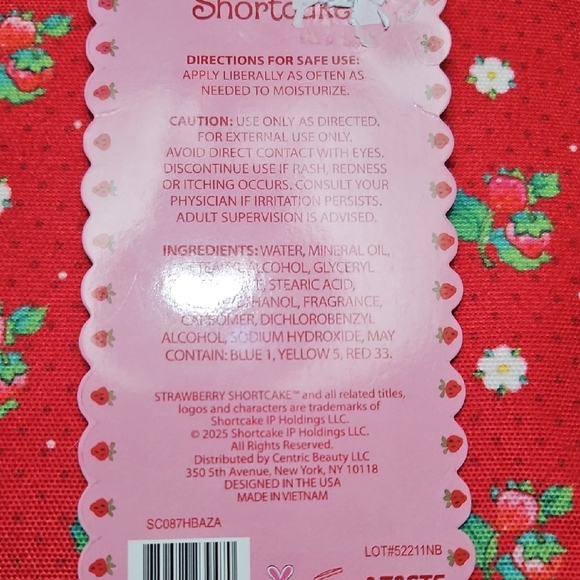 Shortcake
DIRECTIONS FOR SAFE USE:
APPLY LIBERALLY AS OFTEN AS
NEEDED TO MOISTURIZE.
CAUTION: USE ONLY AS DIRECTED.
FOR EXTERNAL USE ONLY.
AVOID DIRECT CONTACT WITH EYES.
DISCONTINUE USE IF RASH, REDNESS
OR ITCHING OCCURS. CONSULT YOUR
PHYSICIAN IF IRRITATION PERSISTS.
ADULT SUPERVISION IS ADVISED.
INGREDIENTS: WATER, MINERAL OIL,
ALCOHOL, GLYCERYL
STEARIC ACID,
FRAGRANCE,
CARBOMER, DICHLOROBENZYL
ALCOHOL, SODIUM HYDROXIDE, MAY
CONTAIN: BLUE 1, YELLOW 5, RED 33.
STRAWBERRY SHORTCAKE™ and all related titles,
logos and characters are trademarks of
Shortcake IP Holdings LLC.
© 2025 Shortcake IP Holdings LLC.
All Rights Reserved.
Distributed by Centric Beauty LLC
350 5th Avenue, New York, NY 10118
DESIGNED IN THE USA
MADE IN VIETNAM
SC087HBAZA
LOT#52211NB